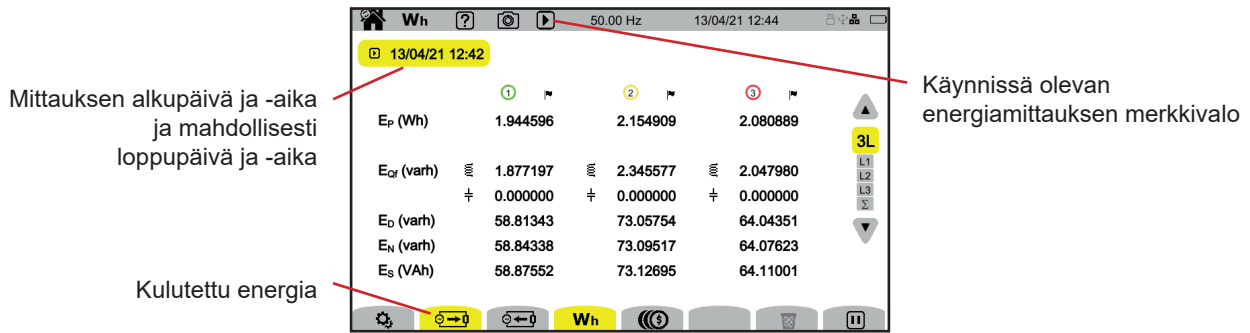 Wh ? 50.00 Hz 13/04/21 12:44
13/04/21 12:42
Mittauksen alkupäivä ja -aika
ja mahdollisesti
loppupäivä ja -aika
Käynnissä olevan
energiamittauksen merkkivalo
1 2 3
EP (Wh) 1.944596 2.154909 2.080889
EQf (varh) 1.877197 2.345577 2.047980
0.000000 0.000000 0.000000
ED (varh) 58.81343 73.05754 64.04351
EN (varh) 58.84338 73.09517 64.07623
ES (VAh) 58.87552 73.12695 64.11001
3L
L1
L2
L3
Σ
Kulutettu energia
Wh $